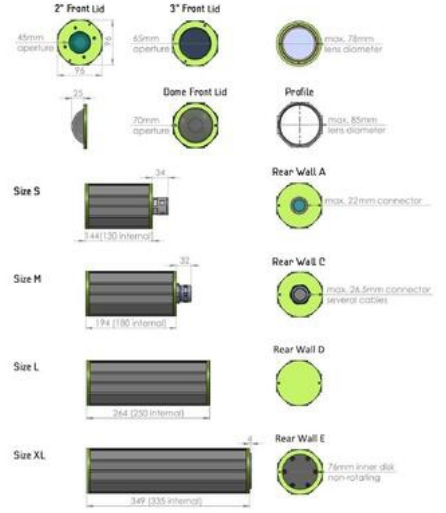 2" Front Lid
3" Front Lid
45mm
aperture
96
96
65mm
aperture
max. 78mm
lens diameter
25
Dome Front Lid
70mm
aperture
Profile
max. 85mm
lens diameter
Size S
34
144 (130 internal)
Rear Wall A
max. 22mm connector
Size M
32
194 (180 internal)
Rear Wall C
max. 26.5mm connector
several cables
Size L
264 (250 internal)
Rear Wall D
Size XL
4
349 (335 internal)
Rear Wall E
76mm inner disk
non-rotating